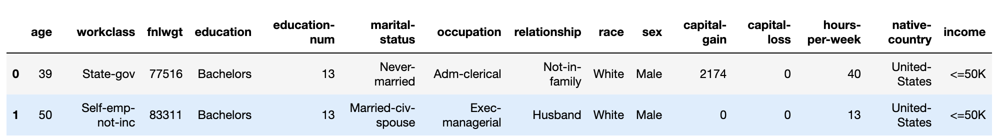 age workclass fnlwgt education education-num marital-status occupation relationship race sex capital-gain capital-loss hours-per-week native-country income
0 39 State-gov 77516 Bachelors 13 Never-married Adm-clerical Not-in-family White Male 2174 0 40 United-States <=50K
1 50 Self-emp-not-inc 83311 Bachelors 13 Married-civ-spouse Exec-managerial Husband White Male 0 0 13 United-States <=50K